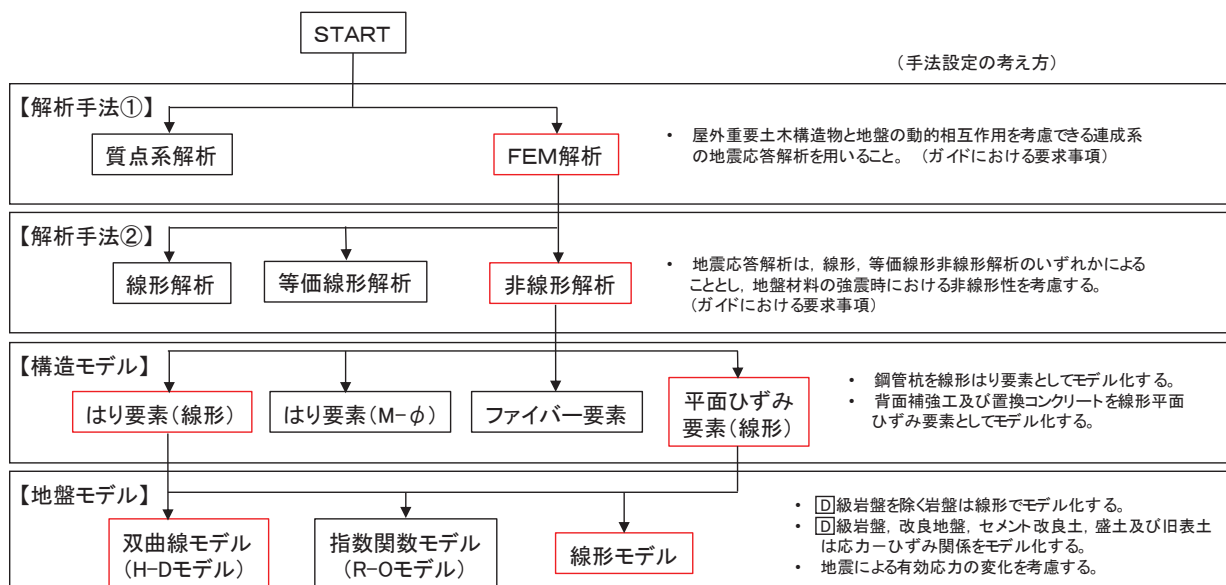 START
(手法設定の考え方)
【解析手法①】
質点系解析
FEM解析
・ 屋外重要土木構造物と地盤の動的相互作用を考慮できる連成系
の地震応答解析を用いること。 (ガイドにおける要求事項)
【解析手法②】
線形解析
等価線形解析
非線形解析
・ 地震応答解析は, 線形, 等価線形非線形解析のいずれかによる
こととし, 地盤材料の強震時における非線形性を考慮する。
(ガイドにおける要求事項)
【構造モデル】
はり要素(線形)
はり要素(M-φ)
ファイバー要素
平面ひずみ
要素(線形)
・ 鋼管杭を線形はり要素としてモデル化する。
・ 背面補強工及び置換コンクリートを線形平面
ひずみ要素としてモデル化する。
【地盤モデル】
双曲線モデル
(H-Dモデル)
指数関数モデル
(R-Oモデル)
線形モデル
・ D級岩盤を除く岩盤は線形でモデル化する。
・ D級岩盤, 改良地盤, セメント改良土, 盛土及び旧表土
は応力ーひずみ関係をモデル化する。
・ 地震による有効応力の変化を考慮する。